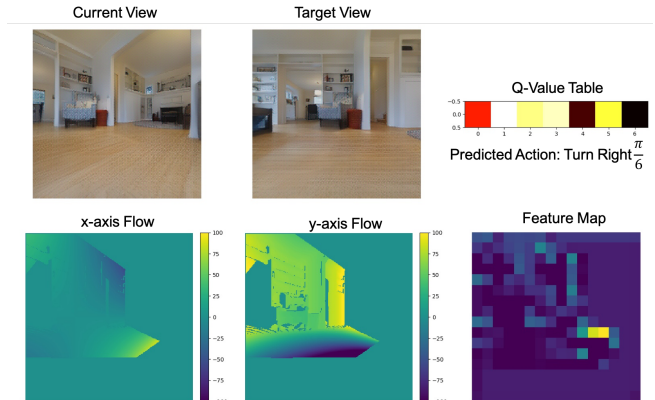 Current View
Target View
Q-Value Table
−0.5
0.0
0.5
0 1 2 3 4 5 6
Predicted Action: Turn Right π/6
x-axis Flow
y-axis Flow
Feature Map
100
75
50
25
0
−25
−50
−75
100
75
50
25
0
−25
−50
−75